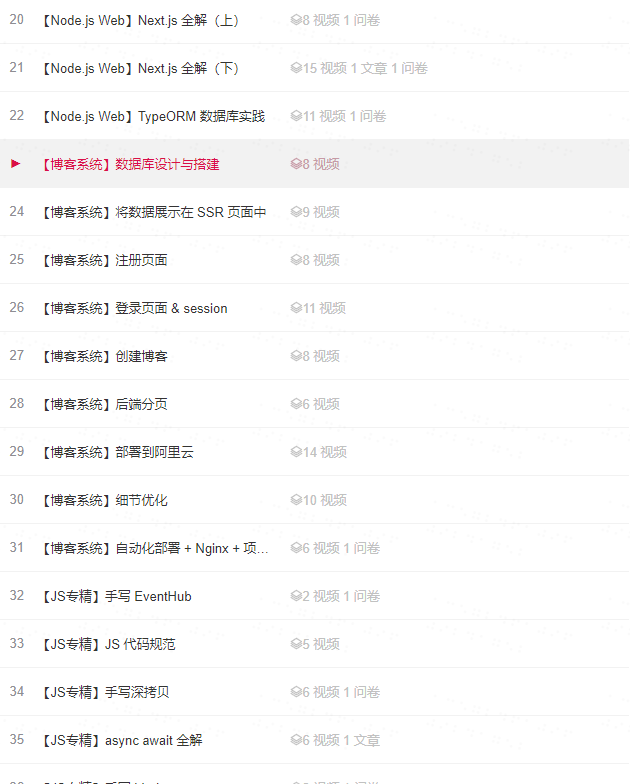 20 【Node.js Web】Next.js 全解（上） 8 视频 1 问卷
21 【Node.js Web】Next.js 全解（下） 15 视频 1 文章 1 问卷
22 【Node.js Web】TypeORM 数据库实践 11 视频 1 问卷
【博客系统】数据库设计与搭建 8 视频
24 【博客系统】将数据展示在 SSR 页面中 9 视频
25 【博客系统】注册页面 8 视频
26 【博客系统】登录页面 & session 11 视频
27 【博客系统】创建博客 8 视频
28 【博客系统】后端分页 6 视频
29 【博客系统】部署到阿里云 14 视频
30 【博客系统】细节优化 10 视频
31 【博客系统】自动化部署 + Nginx + 项... 6 视频 1 问卷
32 【JS专精】手写 EventHub 2 视频 1 问卷
33 【JS专精】JS 代码规范 5 视频
34 【JS专精】手写深拷贝 6 视频 1 问卷
35 【JS专精】async await 全解 6 视频 1 文章